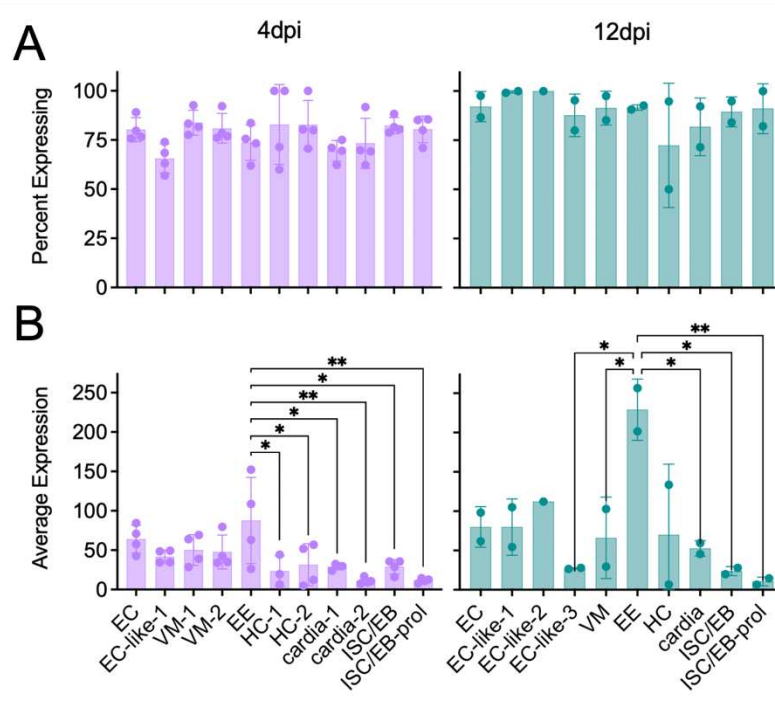 4dpi
12dpi
A
Percent Expressing
100
75
50
25
0
B
Average Expression
250
200
150
100
50
0
**
*
**
*
*
*
**
*
*
*
*
EC
EC-like-1
VM-1
VM-2
EE
HC-1
HC-2
cardia-1
cardia-2
ISC/EB
ISC/EB-prol
EC
EC-like-1
EC-like-2
EC-like-3
VM
EE
HC
cardia
ISC/EB
ISC/EB-prol